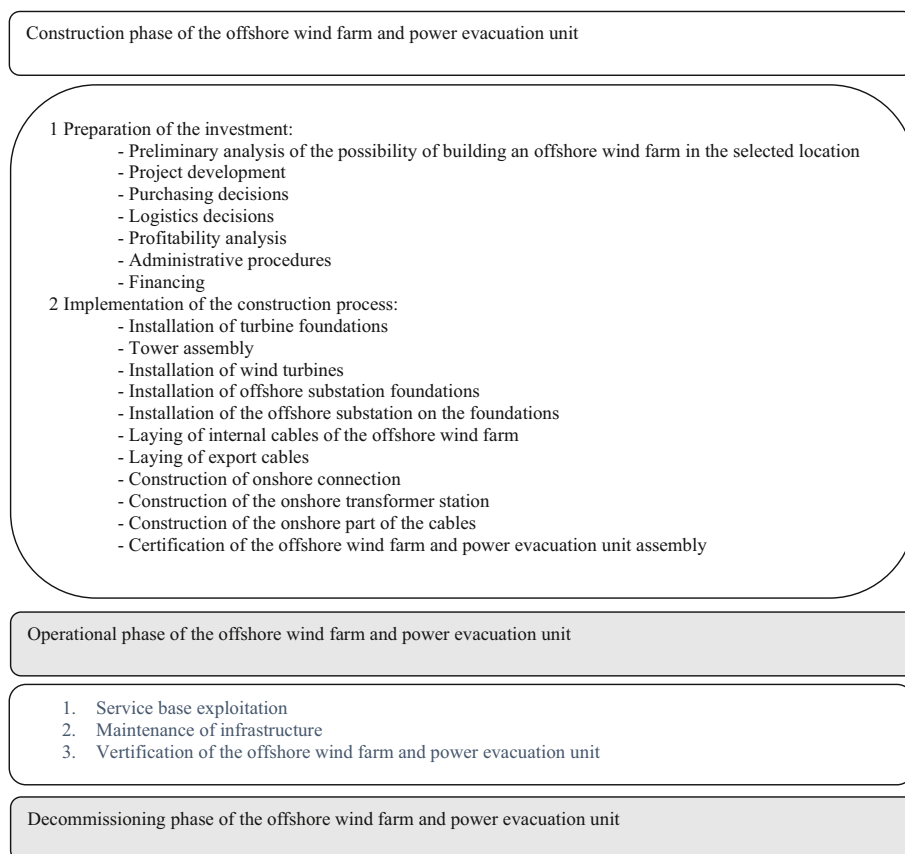 Construction phase of the offshore wind farm and power evacuation unit
1 Preparation of the investment:
- Preliminary analysis of the possibility of building an offshore wind farm in the selected location
- Project development
- Purchasing decisions
- Logistics decisions
- Profitability analysis
- Administrative procedures
- Financing
2 Implementation of the construction process:
- Installation of turbine foundations
- Tower assembly
- Installation of wind turbines
- Installation of offshore substation foundations
- Installation of the offshore substation on the foundations
- Laying of internal cables of the offshore wind farm
- Laying of export cables
- Construction of onshore connection
- Construction of the onshore transformer station
- Construction of the onshore part of the cables
- Certification of the offshore wind farm and power evacuation unit assembly
Operational phase of the offshore wind farm and power evacuation unit
1. Service base exploitation
2. Maintenance of infrastructure
3. Vertification of the offshore wind farm and power evacuation unit
Decommissioning phase of the offshore wind farm and power evacuation unit